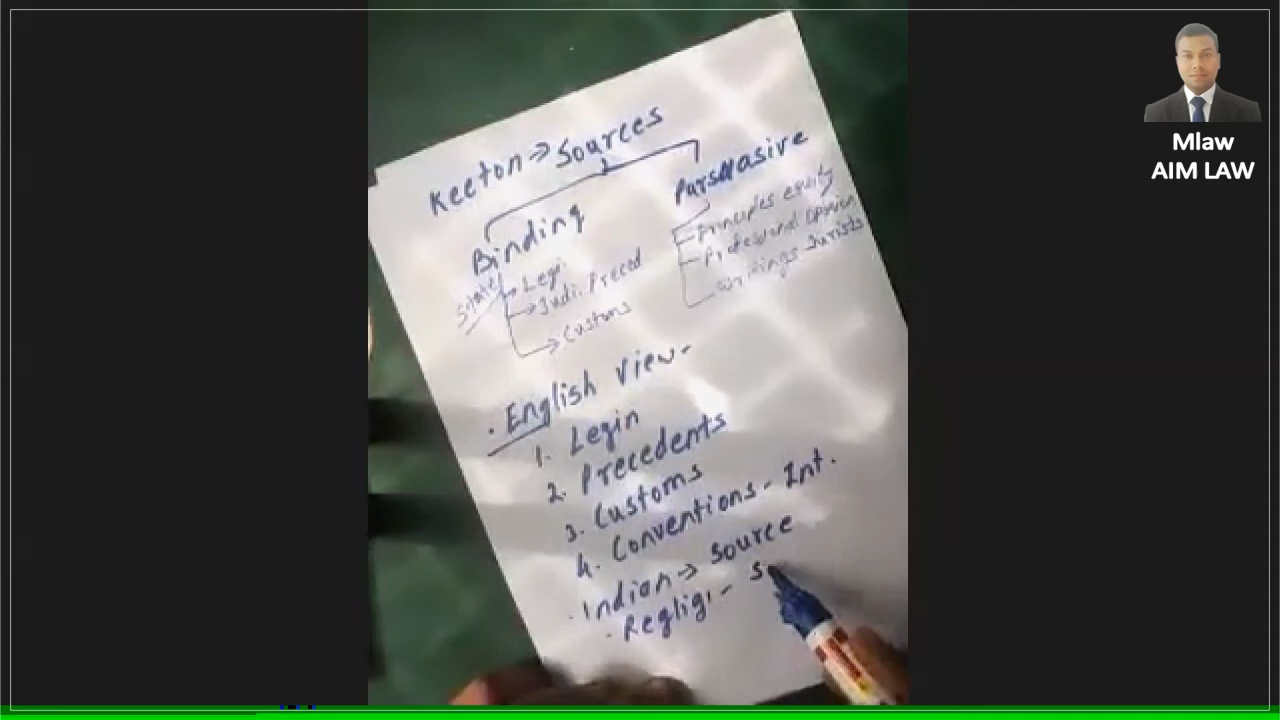 Keeton → Sources
Binding
Persuasive
State
Legi.
Judi. Preced
Customs
Principles equity
Professional opinion
Writings Jurists
. English view -
1. Legin
2. Precedents
3. Customs
4. Conventions - Int.
. Indian → Source
. Regligi - S
Mlaw
AIM LAW